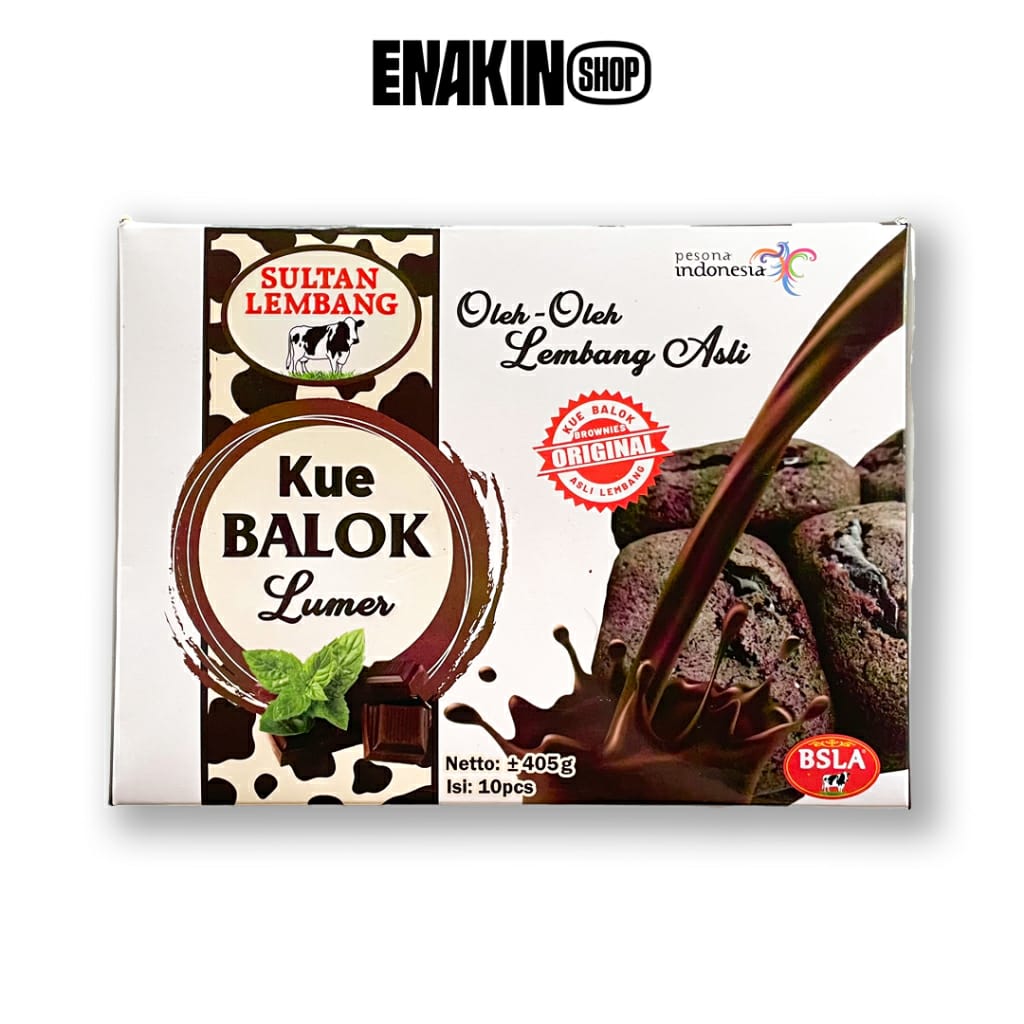 ENAKIN SHOP
SULTAN
LEMBANG
Kue
BALOK
Lumer
Oleh-Oleh
Lembang Asli
pesona
indonesia
KUE BALOK
BROWNIES
ORIGINAL
ASLI LEMBANG
Netto: ± 405g
Isi: 10pcs
BSLA